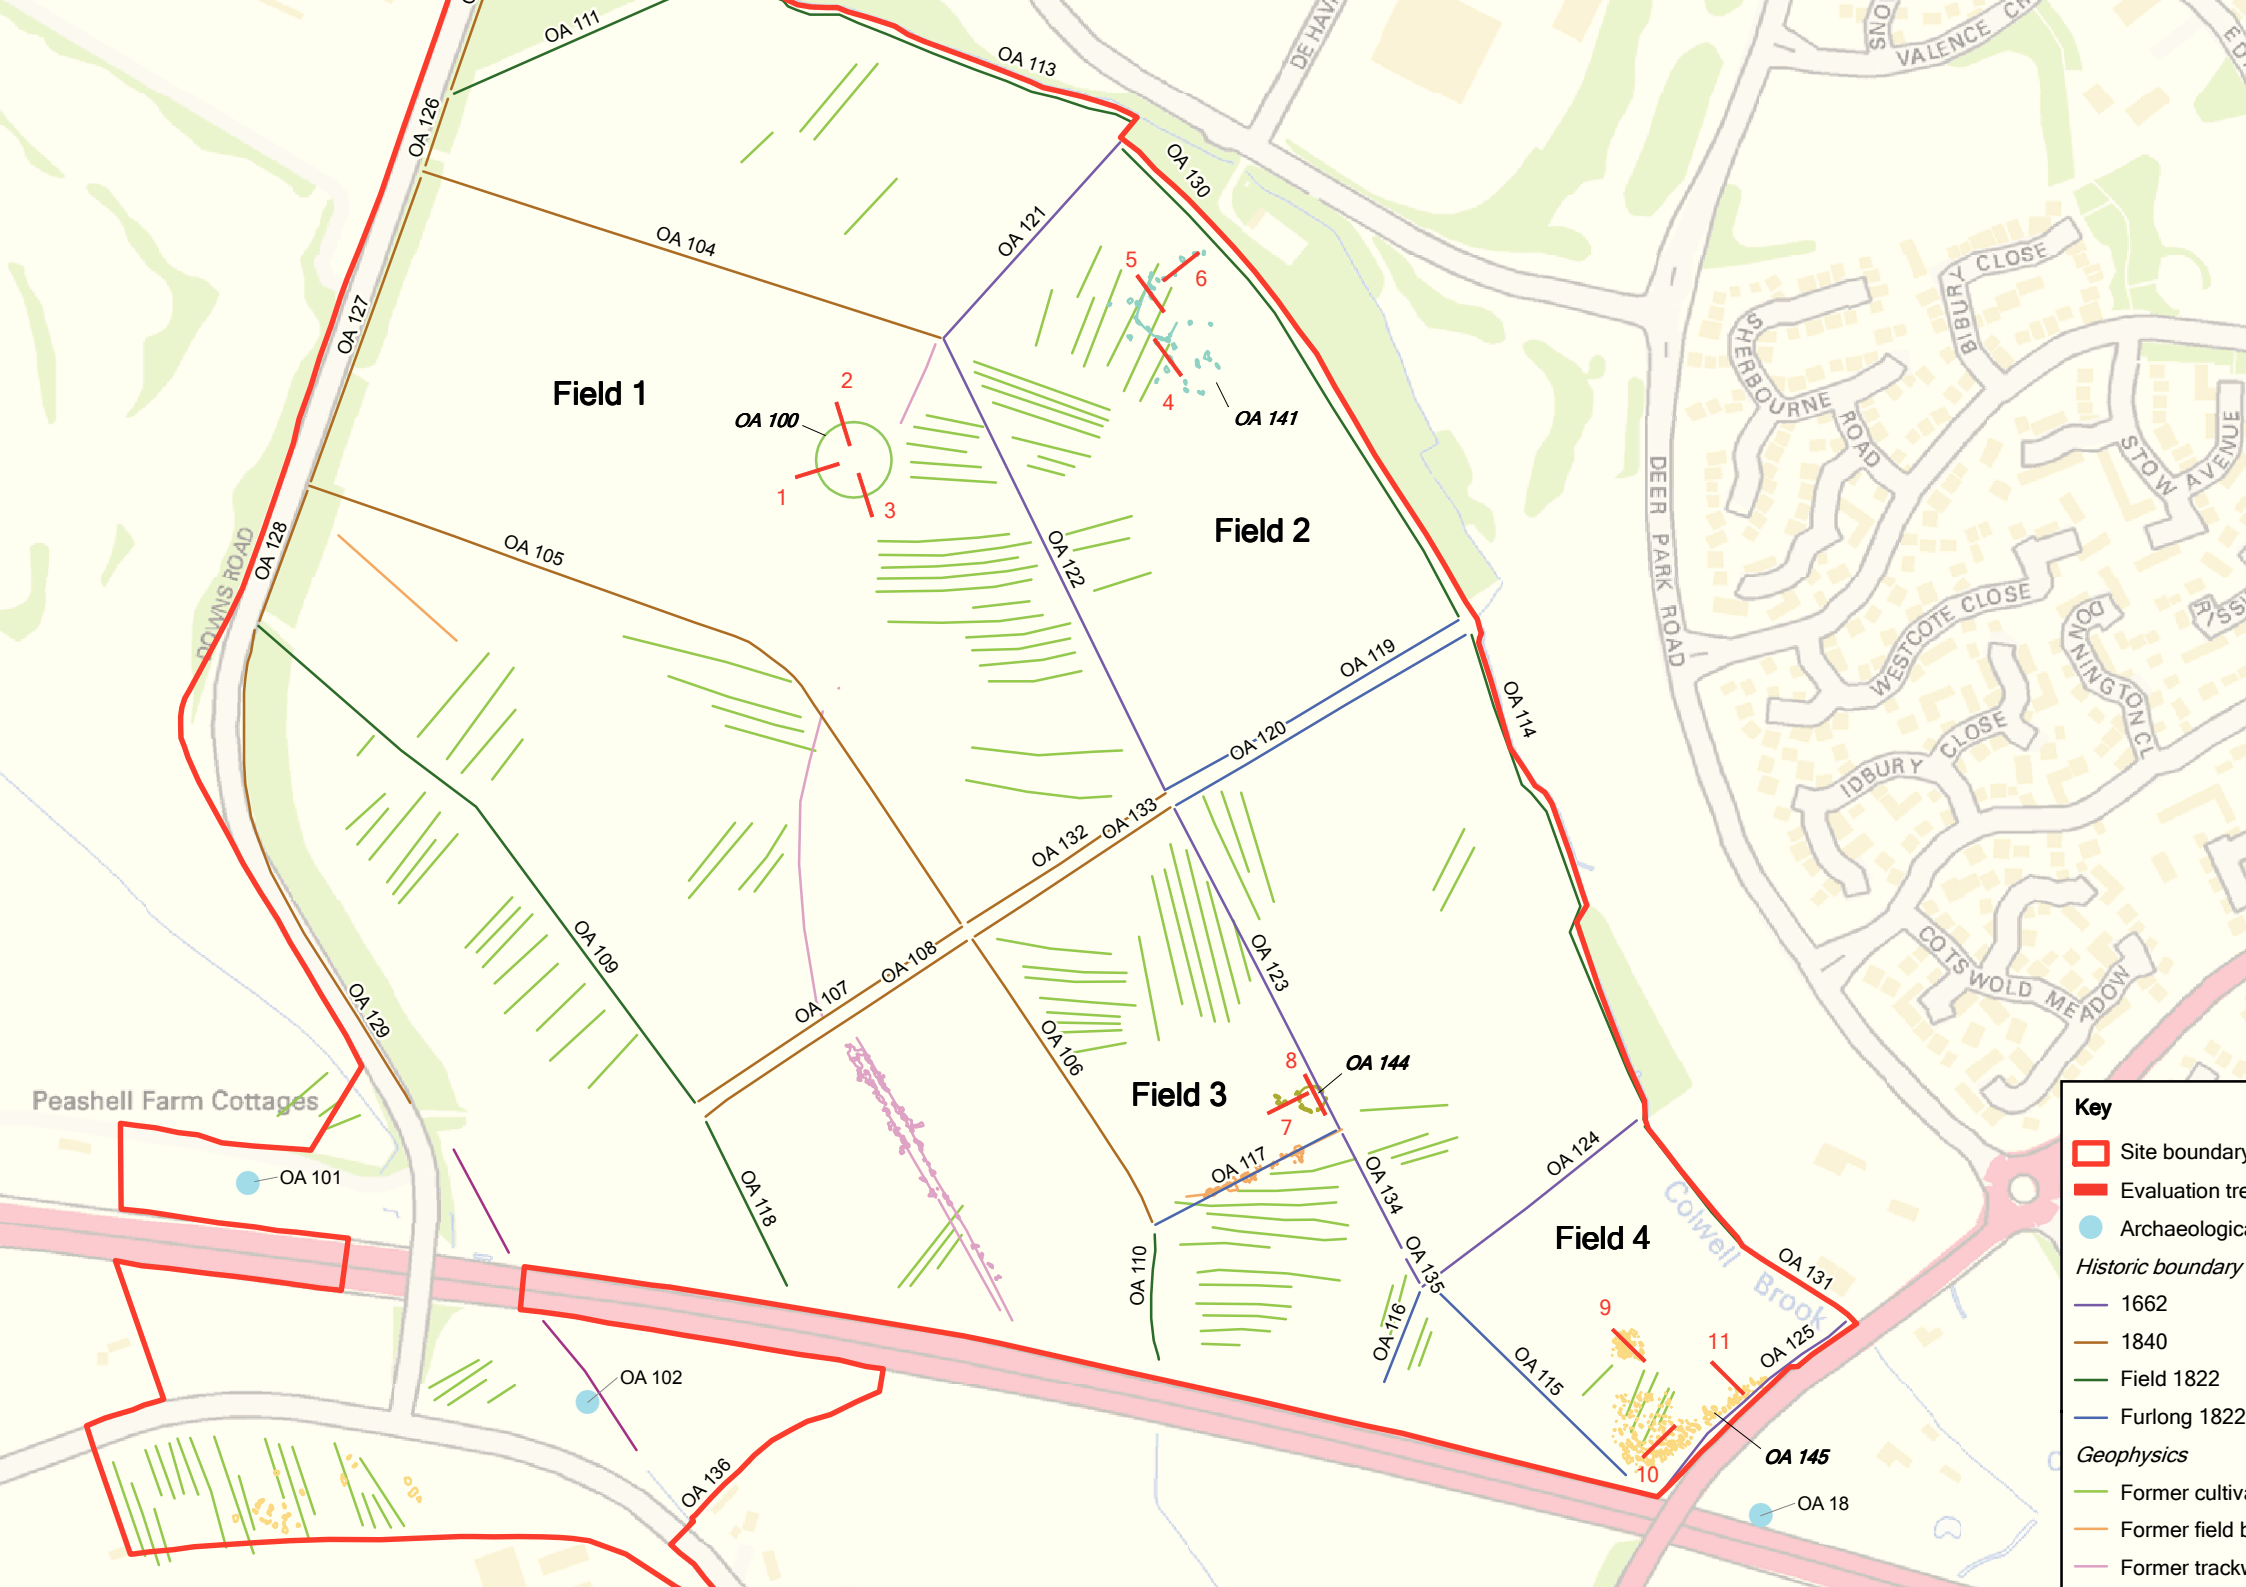 OA 111
OA 113
DE HAV
VALENCE CR
OA 126
OA 130
OA 104
OA 121
5
6
BIBURY CLOSE
SHERBOURNE ROAD
OA 127
Field 1
2
OA 100
4
OA 141
STOW AVENUE
1
3
DEER PARK ROAD
Field 2
OA 128
OA 105
OA 122
DOWNS ROAD
WESTCOTE CLOSE
DONNINGTON CL
OA 119
OA 114
OA 120
IDBURY CLOSE
OA 132
OA 133
OA 109
OA 108
OA 107
OA 123
COTSWOLD MEADOW
OA 129
OA 106
8
OA 144
Field 3
7
Peashell Farm Cottages
OA 101
OA 118
OA 117
OA 134
OA 124
OA 110
OA 135
Field 4
Colwell Brook
OA 131
OA 116
9
11
OA 125
OA 102
OA 115
OA 145
10
OA 136
OA 18
Key
Site boundary
Evaluation tre
Archaeologica
Historic boundary
1662
1840
Field 1822
Furlong 1822
Geophysics
Former cultiva
Former field b
Former trackw